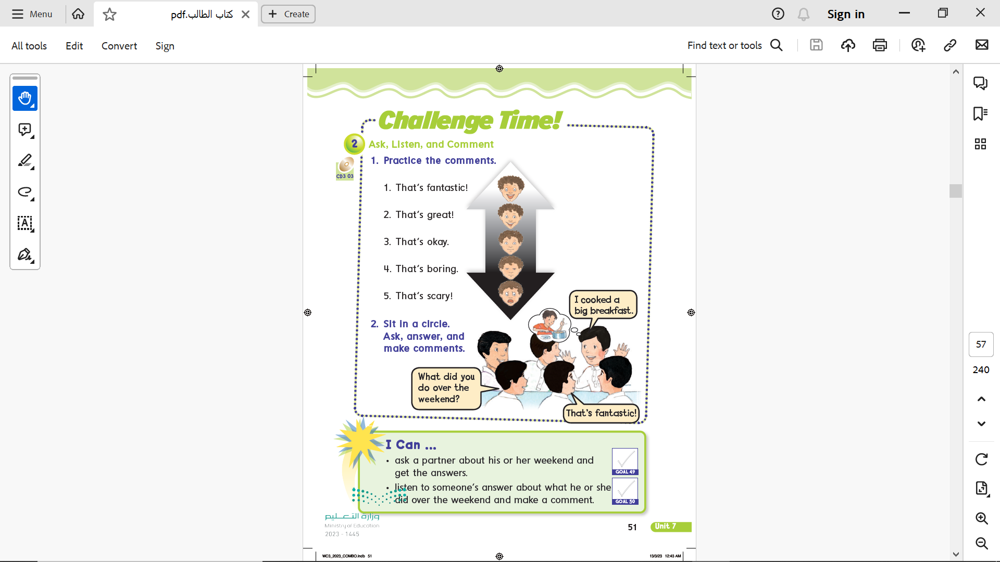 Menu
كتاب الطالب.pdf
Create
Sign in
All tools
Edit
Convert
Sign
Find text or tools
Challenge Time!
2
Ask, Listen, and Comment
CD3 03
1. Practice the comments.
1. That's fantastic!
2. That's great!
3. That's okay.
4. That's boring.
5. That's scary!
2. Sit in a circle.
Ask, answer, and
make comments.
I cooked a
big breakfast.
What did you
do over the
weekend?
That's fantastic!
I Can ...
• ask a partner about his or her weekend and
get the answers.
GOAL 49
• listen to someone's answer about what he or she
did over the weekend and make a comment.
GOAL 50
وزارة التعليم
Ministry of Education
2023 - 1445
51
Unit 7
WC3_2023_COMBO.indb 51
13/3/23 12:43 AM
57
240